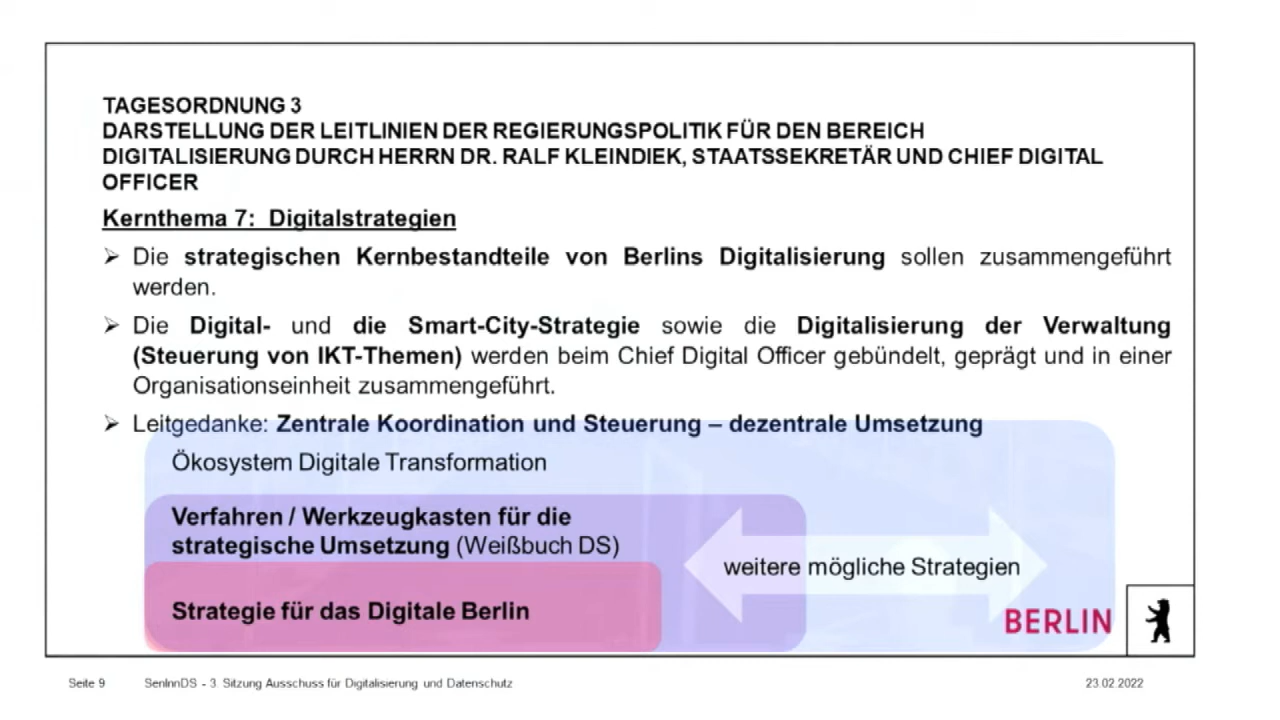 TAGESORDNUNG 3
DARSTELLUNG DER LEITLINIEN DER REGIERUNGSPOLITIK FÜR DEN BEREICH
DIGITALISIERUNG DURCH HERRN DR. RALF KLEINDIEK, STAATSSEKRETÄR UND CHIEF DIGITAL
OFFICER
Kernthema 7: Digitalstrategien
➢ Die strategischen Kernbestandteile von Berlins Digitalisierung sollen zusammengeführt
werden.
➢ Die Digital- und die Smart-City-Strategie sowie die Digitalisierung der Verwaltung
(Steuerung von IKT-Themen) werden beim Chief Digital Officer gebündelt, geprägt und in einer
Organisationseinheit zusammengeführt.
➢ Leitgedanke: Zentrale Koordination und Steuerung – dezentrale Umsetzung
Ökosystem Digitale Transformation
Verfahren / Werkzeugkasten für die
strategische Umsetzung (Weißbuch DS)
weitere mögliche Strategien
Strategie für das Digitale Berlin
BERLIN
Seite 9 SenInnDS - 3. Sitzung Ausschuss für Digitalisierung und Datenschutz 23.02.2022